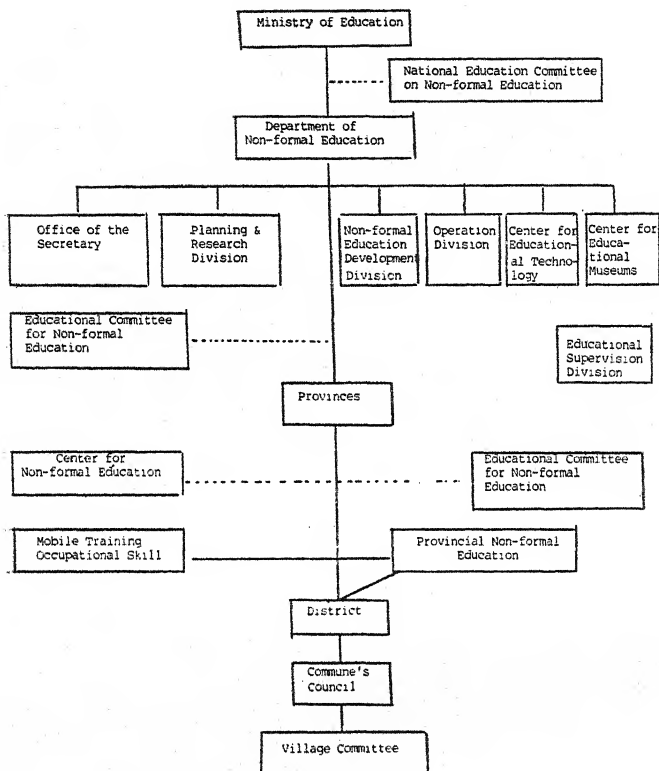 Ministry of Education
National Education Committee
on Non-formal Education
Department of
Non-formal Education
Office of the
Secretary
Planning &
Research
Division
Non-formal
Education
Development
Division
Operation
Division
Center for
Education-
al Techno-
logy
Center for
Educa-
tional
Museums
Educational Committee
for Non-formal
Education
Educational
Supervision
Division
Provinces
Center for
Non-formal Education
Educational Committee
for Non-formal
Education
Mobile Training
Occupational Skill
Provincial Non-formal
Education
District
Commune's
Council
Village Committee